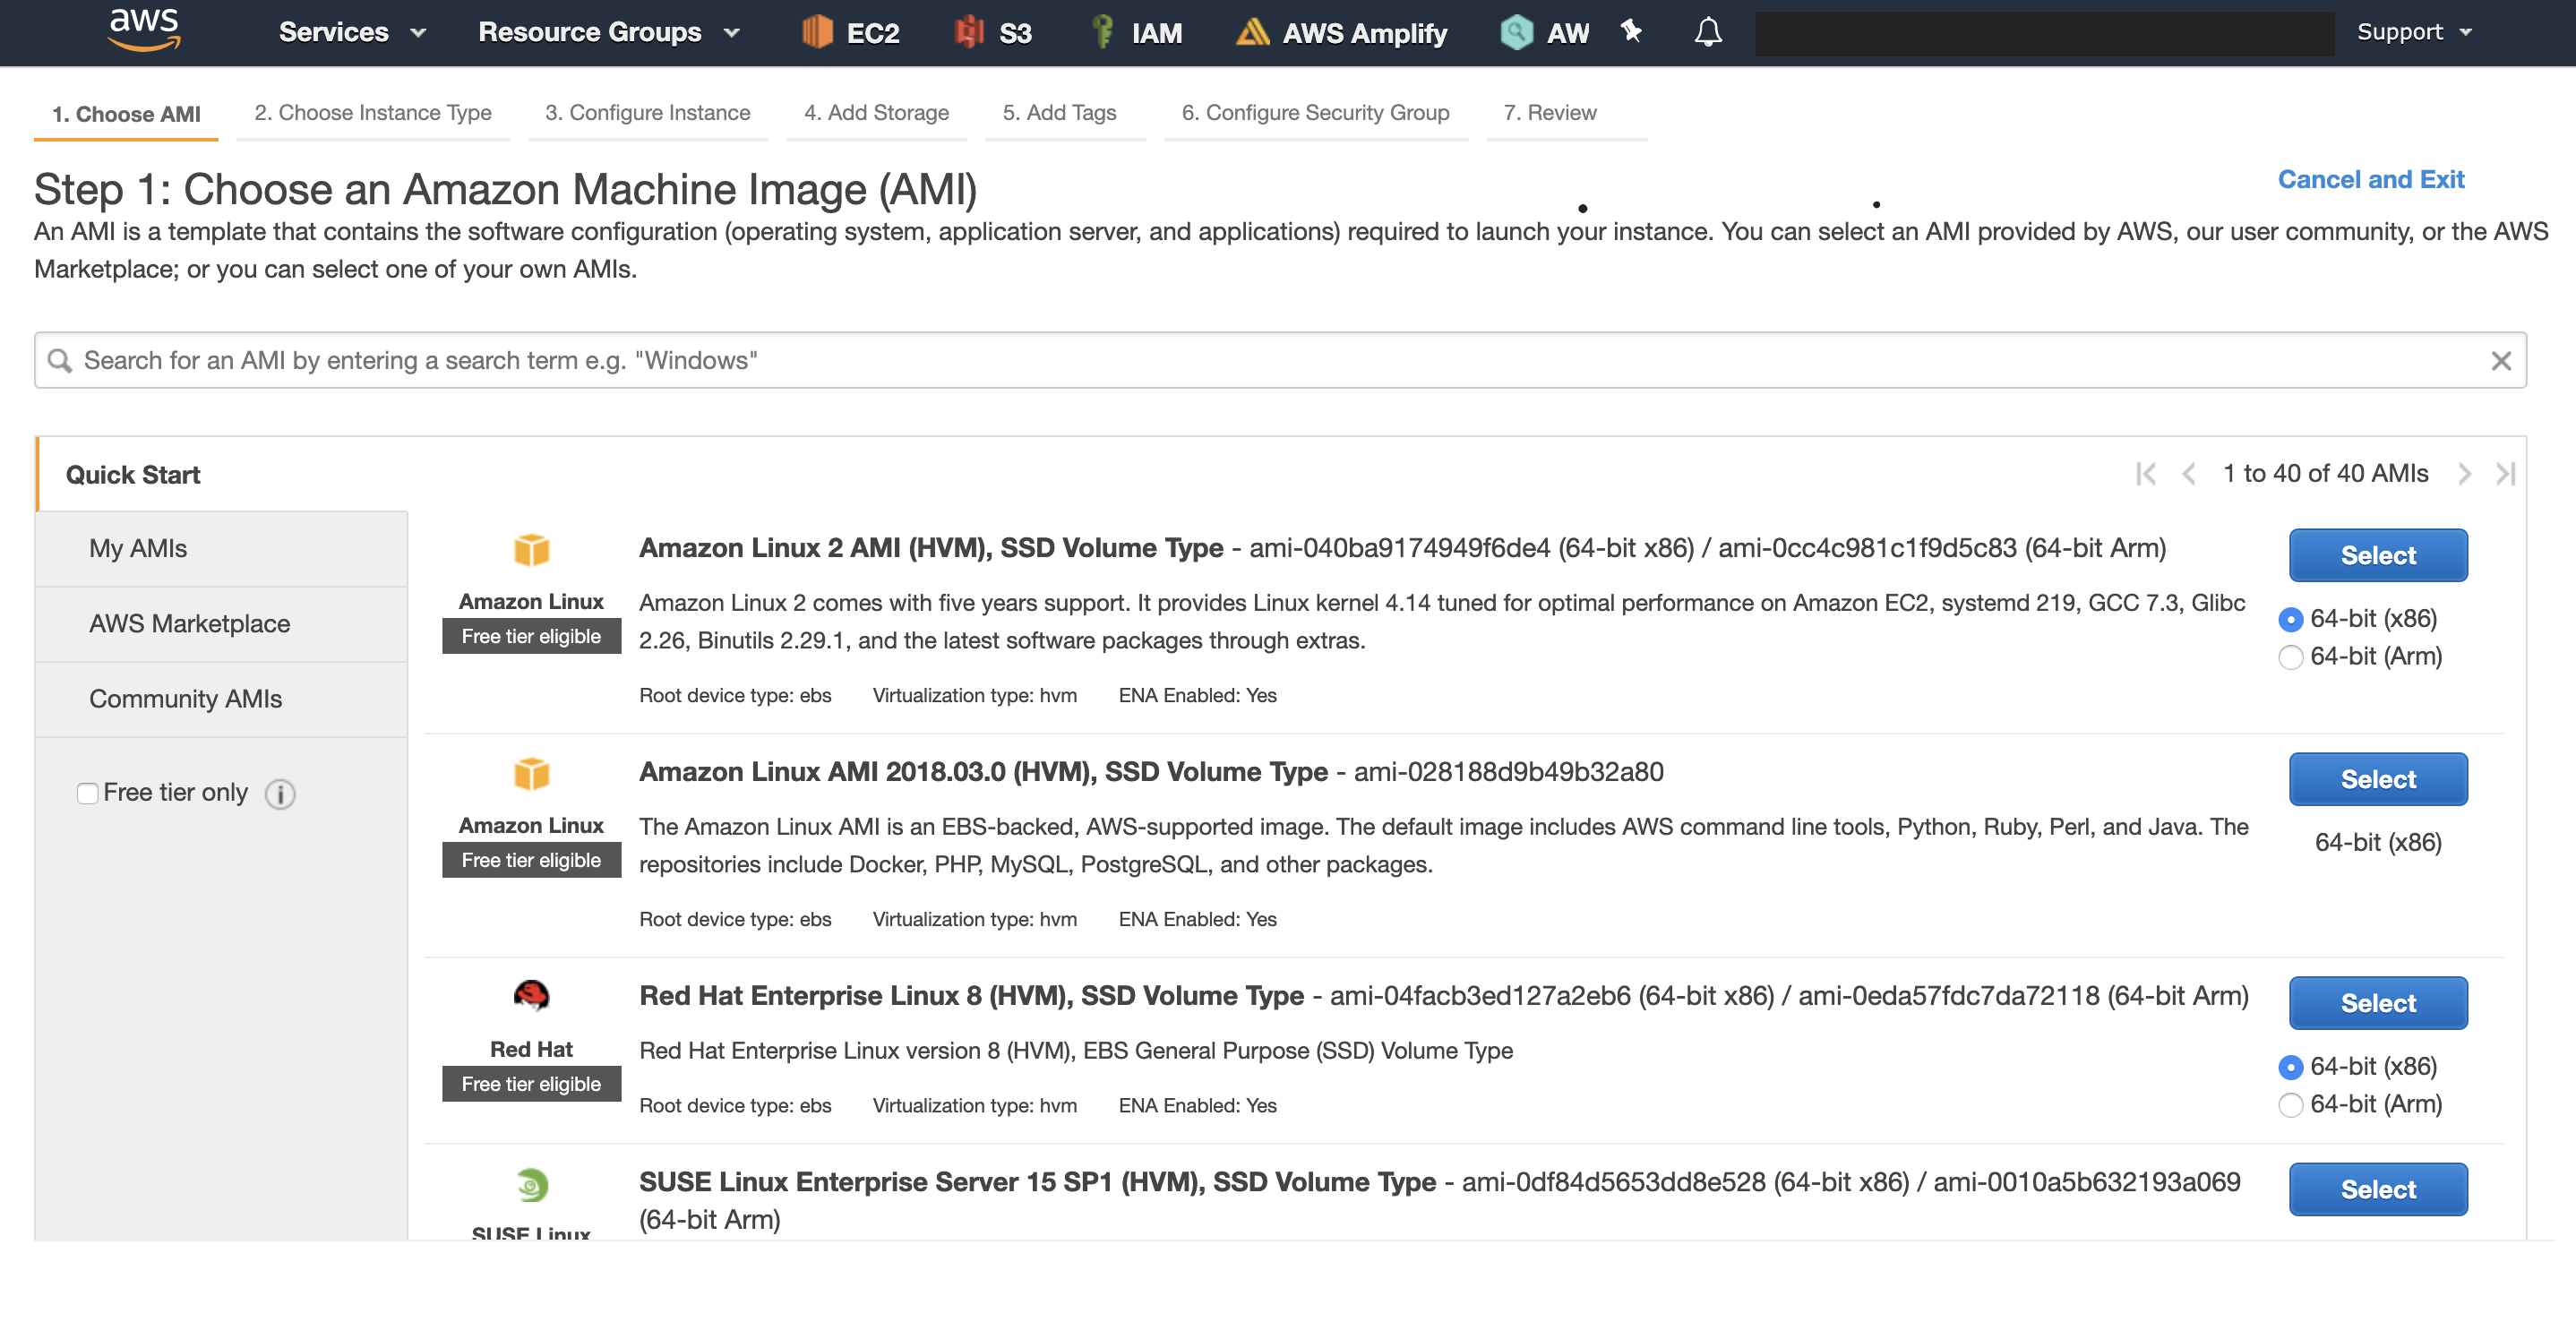 aws Services Resource Groups EC2 S3 IAM AWS Amplify AW Support
1. Choose AMI 2. Choose Instance Type 3. Configure Instance 4. Add Storage 5. Add Tags 6. Configure Security Group 7. Review
Step 1: Choose an Amazon Machine Image (AMI)
Cancel and Exit
An AMI is a template that contains the software configuration (operating system, application server, and applications) required to launch your instance. You can select an AMI provided by AWS, our user community, or the AWS
Marketplace; or you can select one of your own AMIs.
Search for an AMI by entering a search term e.g. "Windows"
Quick Start
1 to 40 of 40 AMIs
My AMIs
AWS Marketplace
Community AMIs
Free tier only
Amazon Linux
Free tier eligible
Amazon Linux 2 AMI (HVM), SSD Volume Type - ami-040ba9174949f6de4 (64-bit x86) / ami-0cc4c981c1f9d5c83 (64-bit Arm)
Amazon Linux 2 comes with five years support. It provides Linux kernel 4.14 tuned for optimal performance on Amazon EC2, systemd 219, GCC 7.3, Glibc
2.26, Binutils 2.29.1, and the latest software packages through extras.
Root device type: ebs Virtualization type: hvm ENA Enabled: Yes
Select
64-bit (x86)
64-bit (Arm)
Amazon Linux
Free tier eligible
Amazon Linux AMI 2018.03.0 (HVM), SSD Volume Type - ami-028188d9b49b32a80
The Amazon Linux AMI is an EBS-backed, AWS-supported image. The default image includes AWS command line tools, Python, Ruby, Perl, and Java. The
repositories include Docker, PHP, MySQL, PostgreSQL, and other packages.
Root device type: ebs Virtualization type: hvm ENA Enabled: Yes
Select
64-bit (x86)
Red Hat
Free tier eligible
Red Hat Enterprise Linux 8 (HVM), SSD Volume Type - ami-04facb3ed127a2eb6 (64-bit x86) / ami-0eda57fdc7da72118 (64-bit Arm)
Red Hat Enterprise Linux version 8 (HVM), EBS General Purpose (SSD) Volume Type
Root device type: ebs Virtualization type: hvm ENA Enabled: Yes
Select
64-bit (x86)
64-bit (Arm)
SUSE Linux
SUSE Linux Enterprise Server 15 SP1 (HVM), SSD Volume Type - ami-0df84d5653dd8e528 (64-bit x86) / ami-0010a5b632193a069
(64-bit Arm)
Select